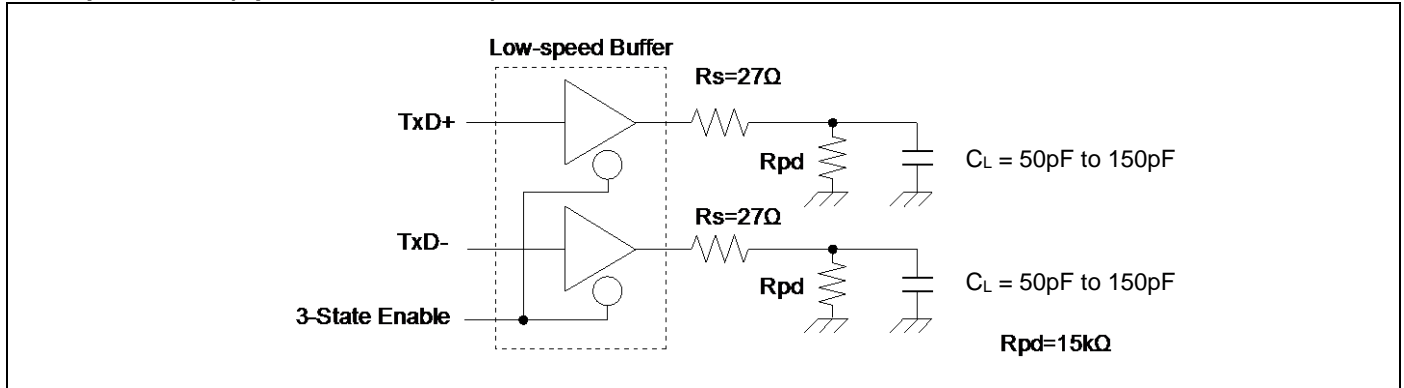 Low-speed Buffer
Rs=27Ω
TxD+
Rpd
CL = 50pF to 150pF
Rs=27Ω
TxD-
Rpd
CL = 50pF to 150pF
3-State Enable
Rpd=15kΩ